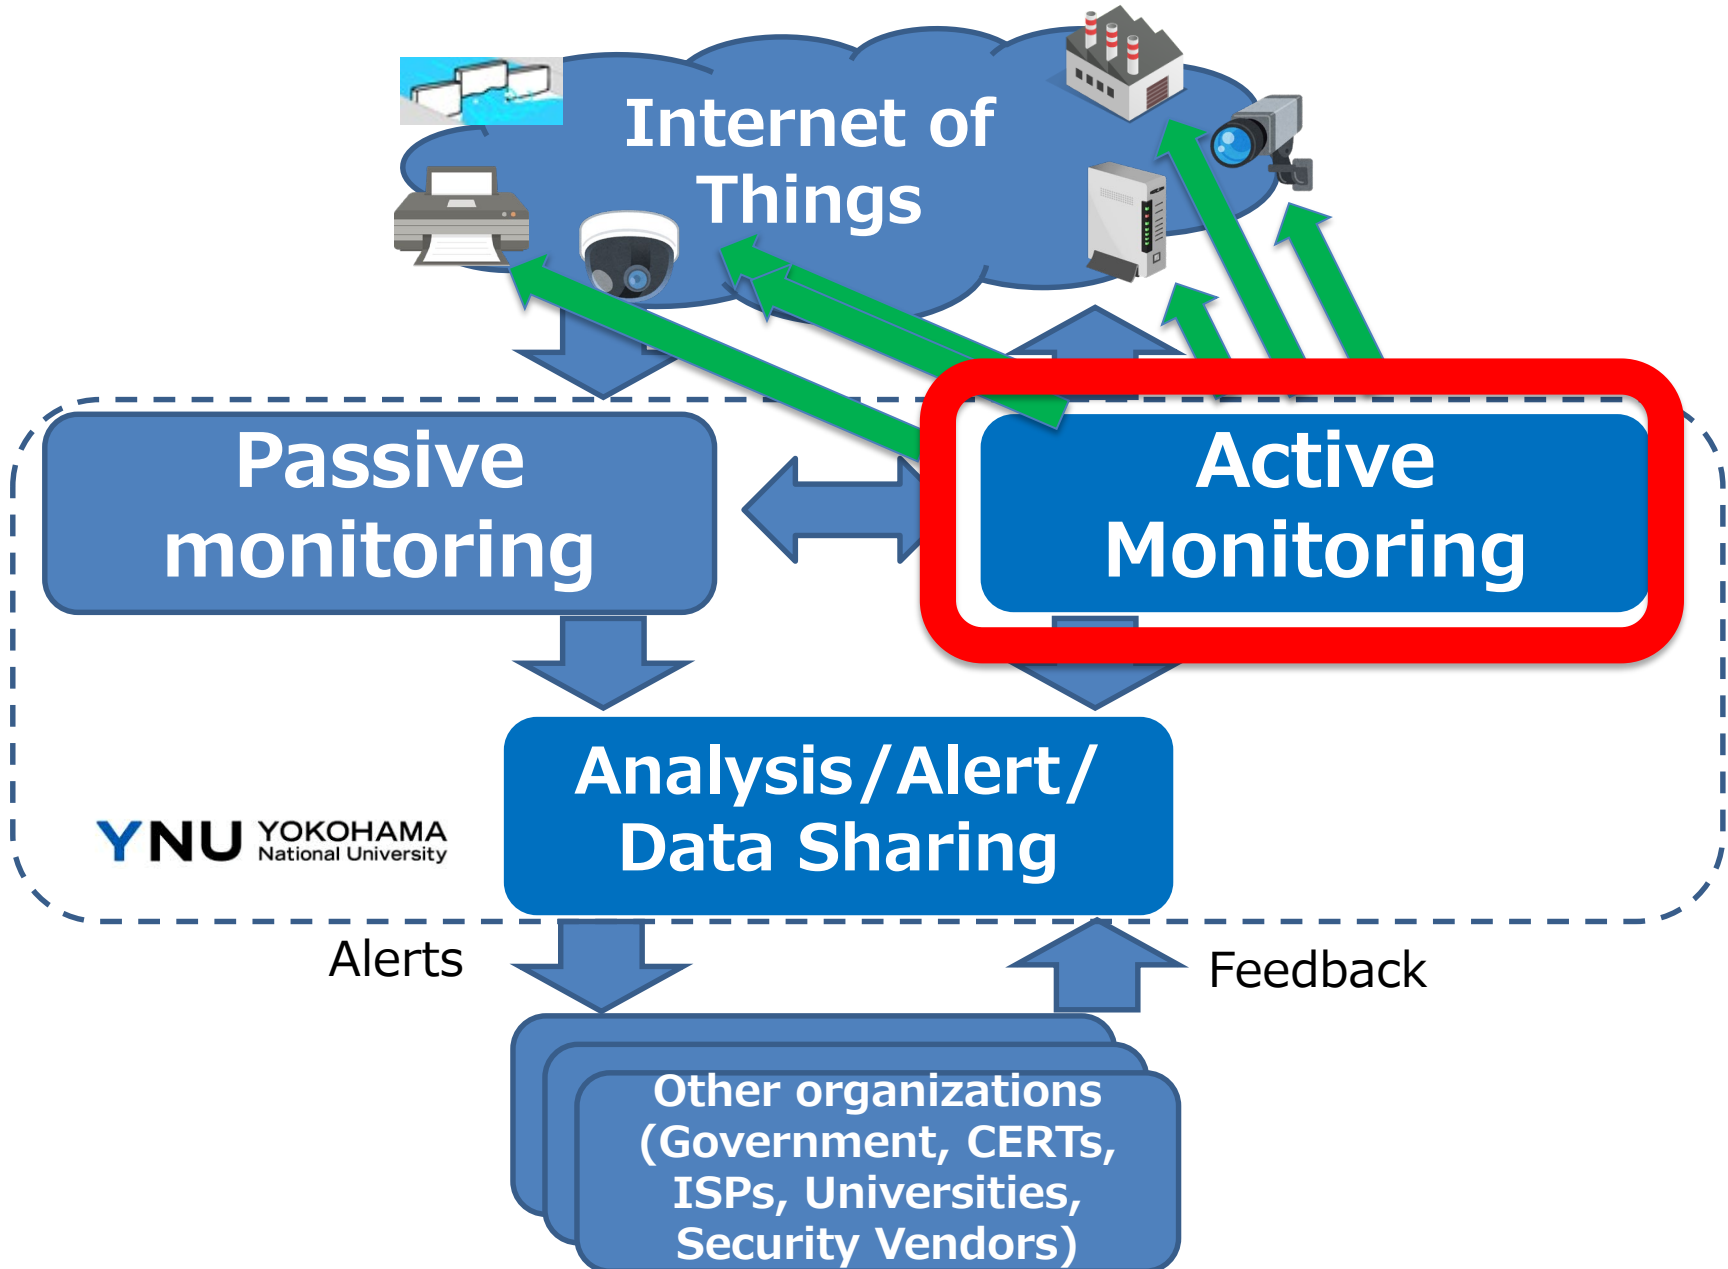 Internet of
Things
Passive
monitoring
Active
Monitoring
Analysis/Alert/
Data Sharing
YNU YOKOHAMA
National University
Alerts
Feedback
Other organizations
(Government, CERTs,
ISPs, Universities,
Security Vendors)